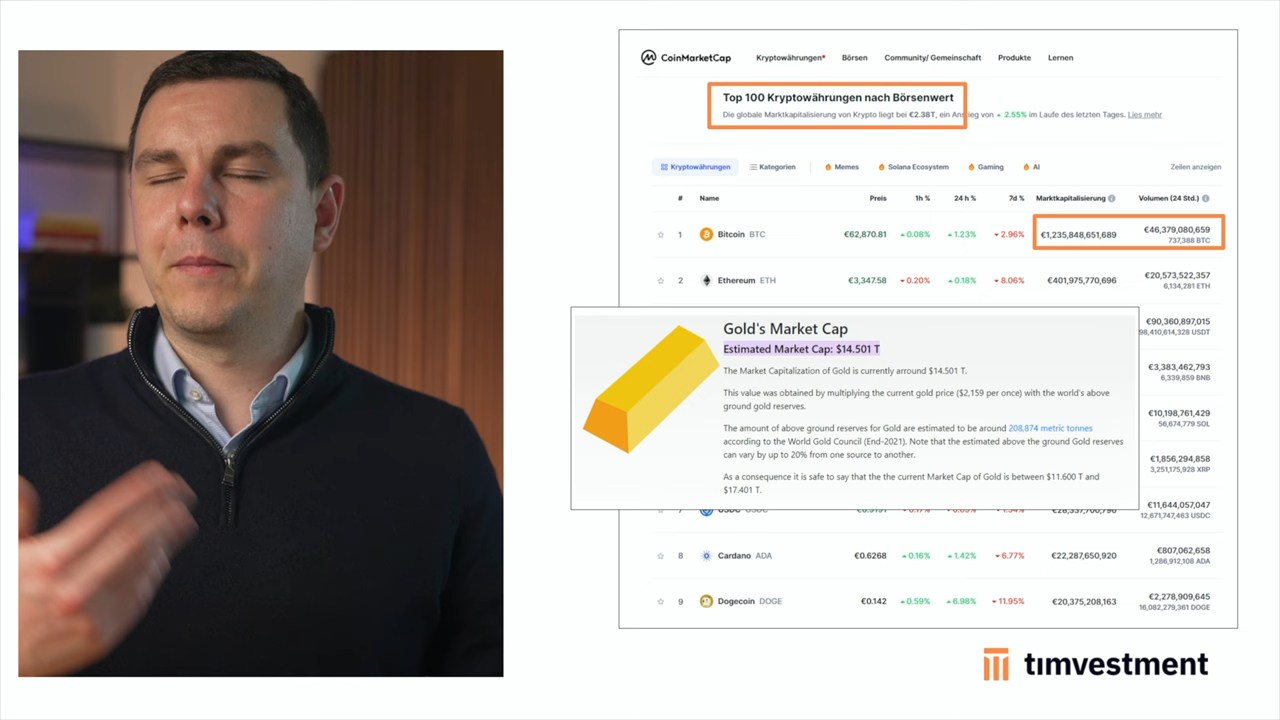 CoinMarketCap Kryptowährungen Börsen Community/ Gemeinschaft Produkte Lernen
Top 100 Kryptowährungen nach Börsenwert
Die globale Marktkapitalisierung von Krypto liegt bei €2.38T, ein Anstieg von 2.55% im Laufe des letzten Tages. Lies mehr
Kryptowährungen Kategorien Memes Solana Ecosystem Gaming AI Zeilen anzeigen
# Name Preis 1h % 24 h % 7d % Marktkapitalisierung Volumen (24 Std.)
1 Bitcoin BTC €62,870.81 0.08% 1.23% 2.96% €1,235,848,651,689 €46,379,080,659
737,388 BTC
2 Ethereum ETH €3,347.58 0.20% 0.18% 8.06% €401,975,770,696 €20,573,522,357
6,134,281 ETH
Gold's Market Cap
Estimated Market Cap: $14.501 T
The Market Capitalization of Gold is currently arround $14.501 T.
This value was obtained by multiplying the current gold price ($2,159 per once) with the world's above
ground gold reserves.
The amount of above ground reserves for Gold are estimated to be around 208,874 metric tonnes
according to the World Gold Council (End-2021). Note that the estimated above the ground Gold reserves
can vary by up to 20% from one source to another.
As a consequence it is safe to say that the the current Market Cap of Gold is between $11.600 T and
$17.401 T.
€90,360,897,015
98,410,614,328 USDT
€3,383,462,793
6,339,859 BNB
€10,198,761,429
56,674,779 SOL
€1,856,294,858
3,251,175,928 XRP
€11,644,057,047
12,671,747,463 USDC
8 Cardano ADA €0.6268 0.16% 1.42% 6.77% €22,287,650,920 €807,062,658
1,286,912,108 ADA
9 Dogecoin DOGE €0.142 0.59% 6.98% 11.95% €20,375,208,163 €2,278,909,645
16,082,279,361 DOGE
tımvestment